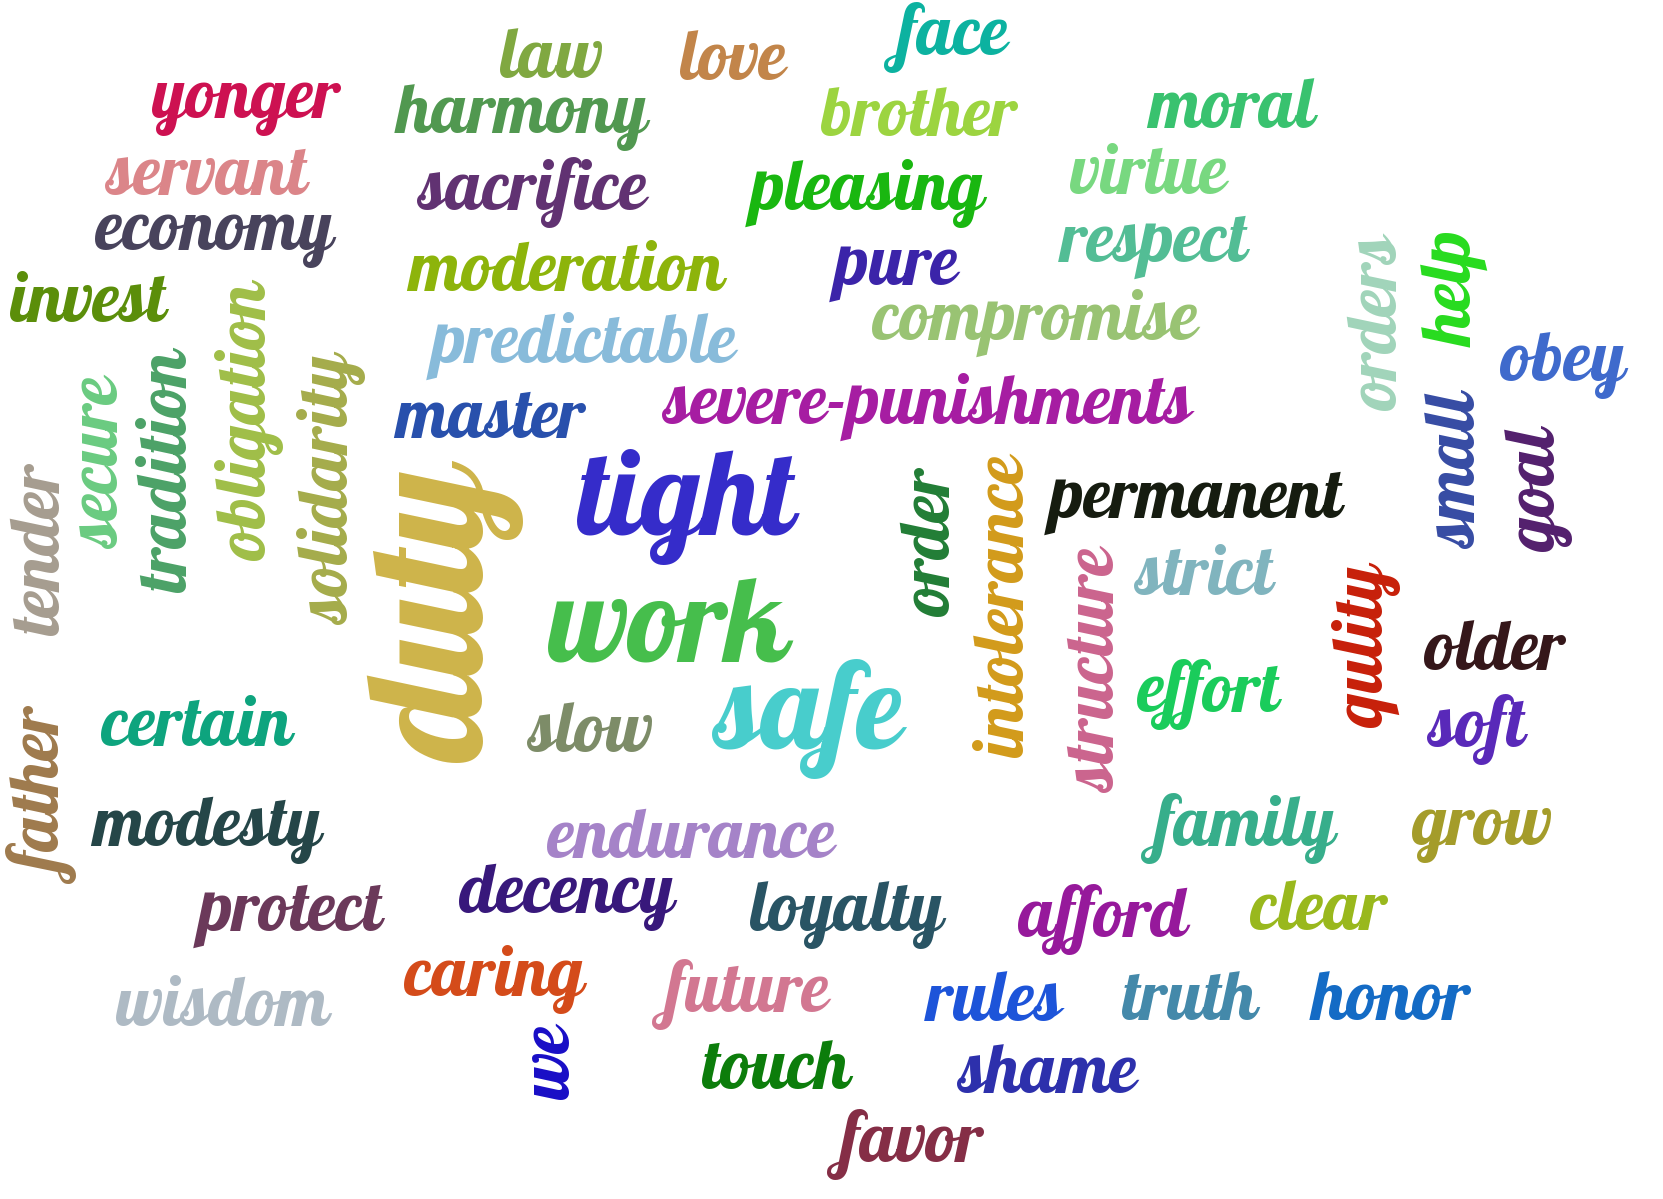 face
law
love
yonger
harmony
brother
moral
servant
sacrifice
pleasing
virtue
economy
moderation
pure
respect
orders
help
invest
obligation
predictable
compromise
obey
secure
tradition
solidarity
master
severe-punishments
small
goal
tender
duty
tight
order
intolerance
permanent
structure
strict
work
qulity
older
father
certain
slow
safe
effort
soft
modesty
endurance
family
grow
protect
decency
loyalty
afford
clear
wisdom
caring
future
rules
truth
honor
we
touch
shame
favor